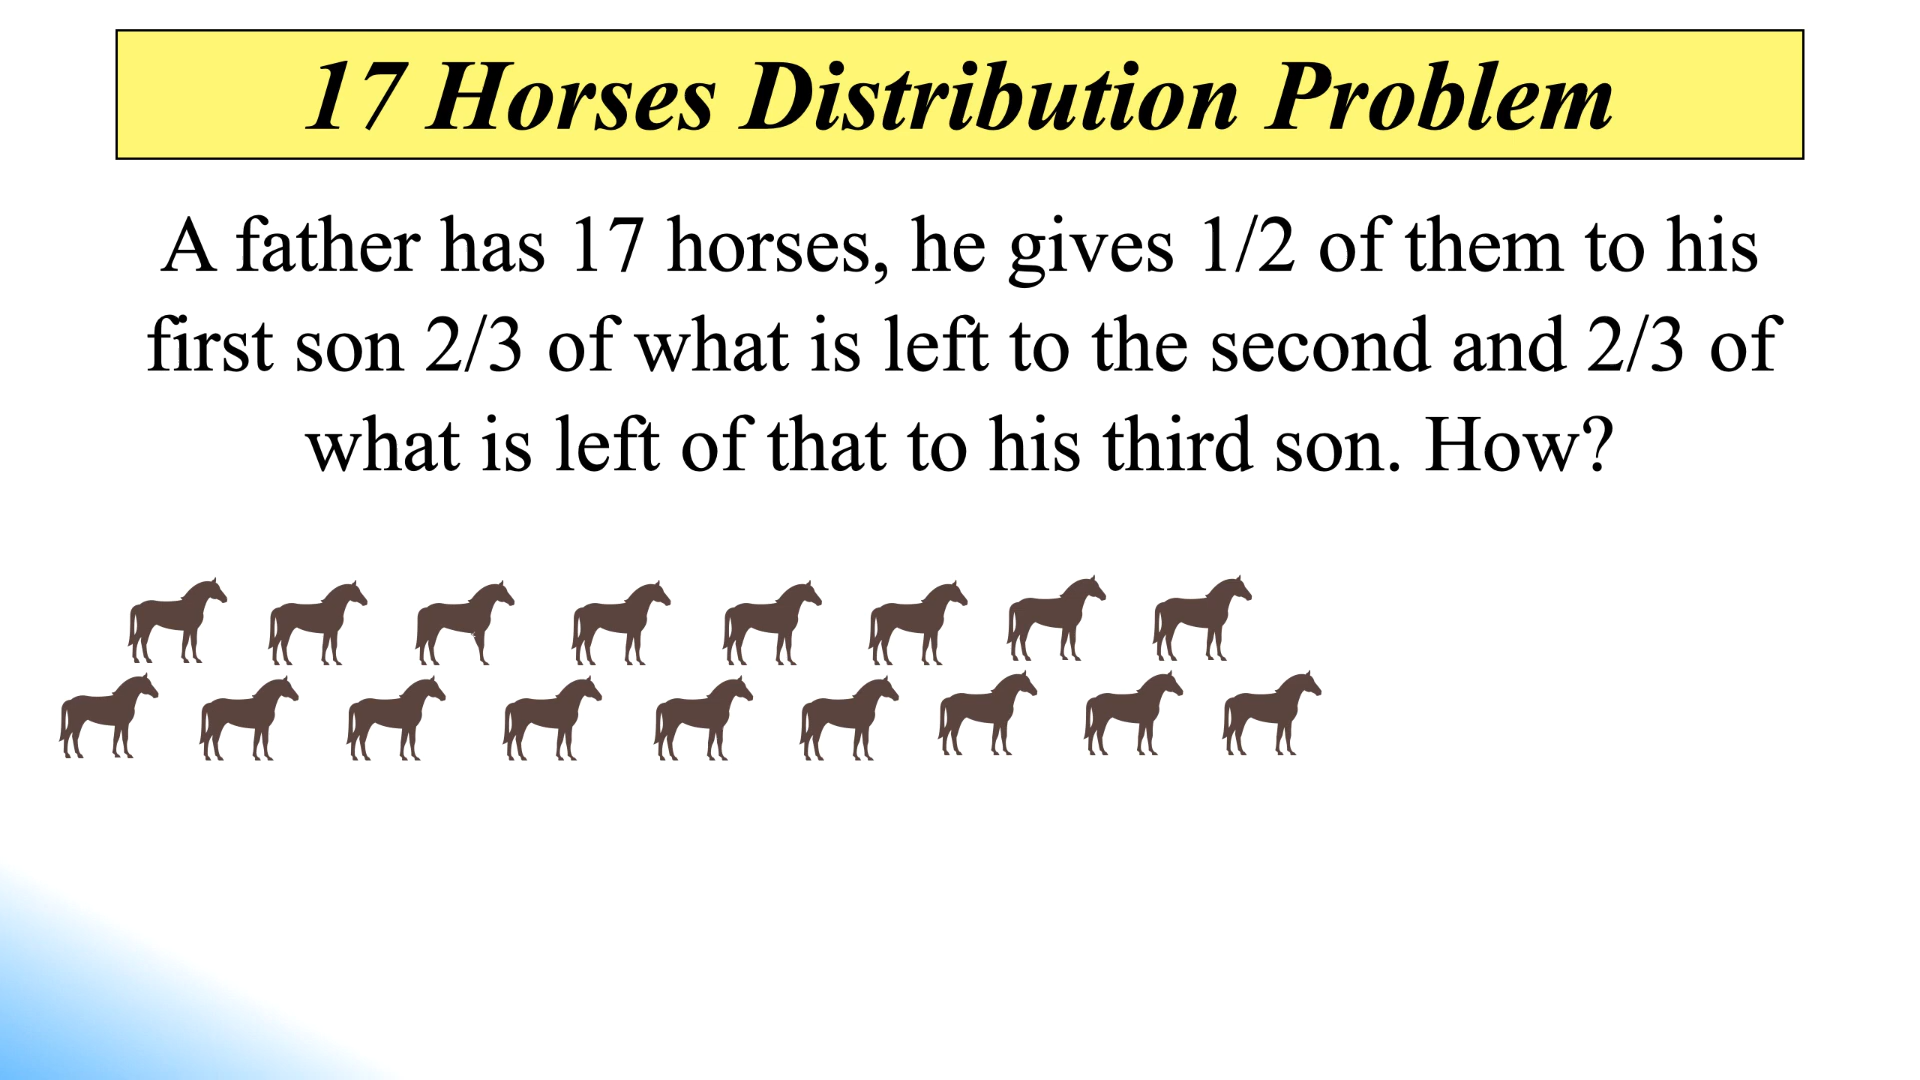 17 Horses Distribution Problem
A father has 17 horses, he gives 1/2 of them to his
first son 2/3 of what is left to the second and 2/3 of
what is left of that to his third son. How?